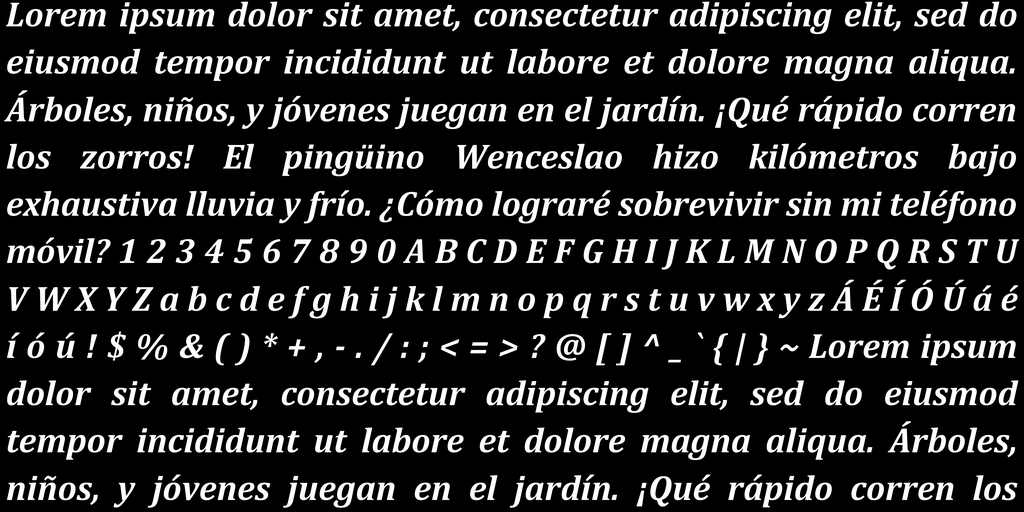 Lorem ipsum dolor sit amet, consectetur adipiscing elit, sed do
eiusmod tempor incididunt ut labore et dolore magna aliqua.
Árboles, niños, y jóvenes juegan en el jardín. ¡Qué rápido corren
los zorros! El pingüino Wenceslao hizo kilómetros bajo
exhaustiva lluvia y frío. ¿Cómo lograré sobrevivir sin mi teléfono
móvil? 1 2 3 4 5 6 7 8 9 0 A B C D E F G H I J K L M N O P Q R S T U
V W X Y Z a b c d e f g h i j k l m n o p q r s t u v w x y z Á É Í Ó Ú á é
í ó ú ! $ % & ( ) * + , - . / : ; < = > ? @ [ ] ^ _ ` { | } ~ Lorem ipsum
dolor sit amet, consectetur adipiscing elit, sed do eiusmod
tempor incididunt ut labore et dolore magna aliqua. Árboles,
niños, y jóvenes juegan en el jardín. ¡Qué rápido corren los